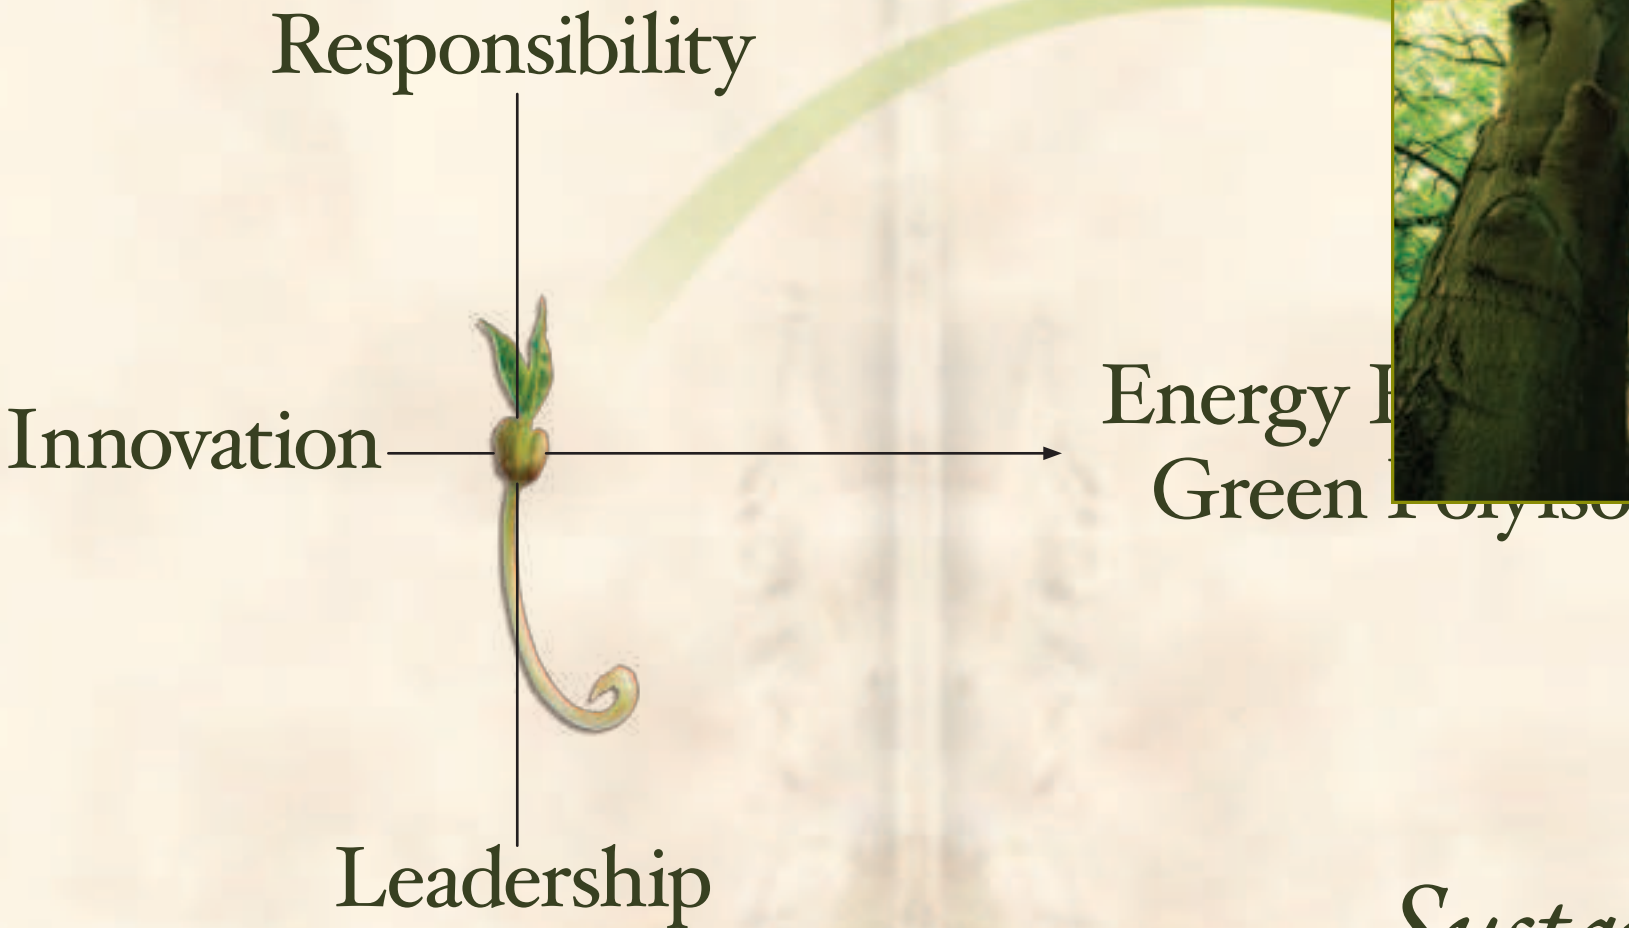 Responsibility
Innovation
Energy
Green
Leadership